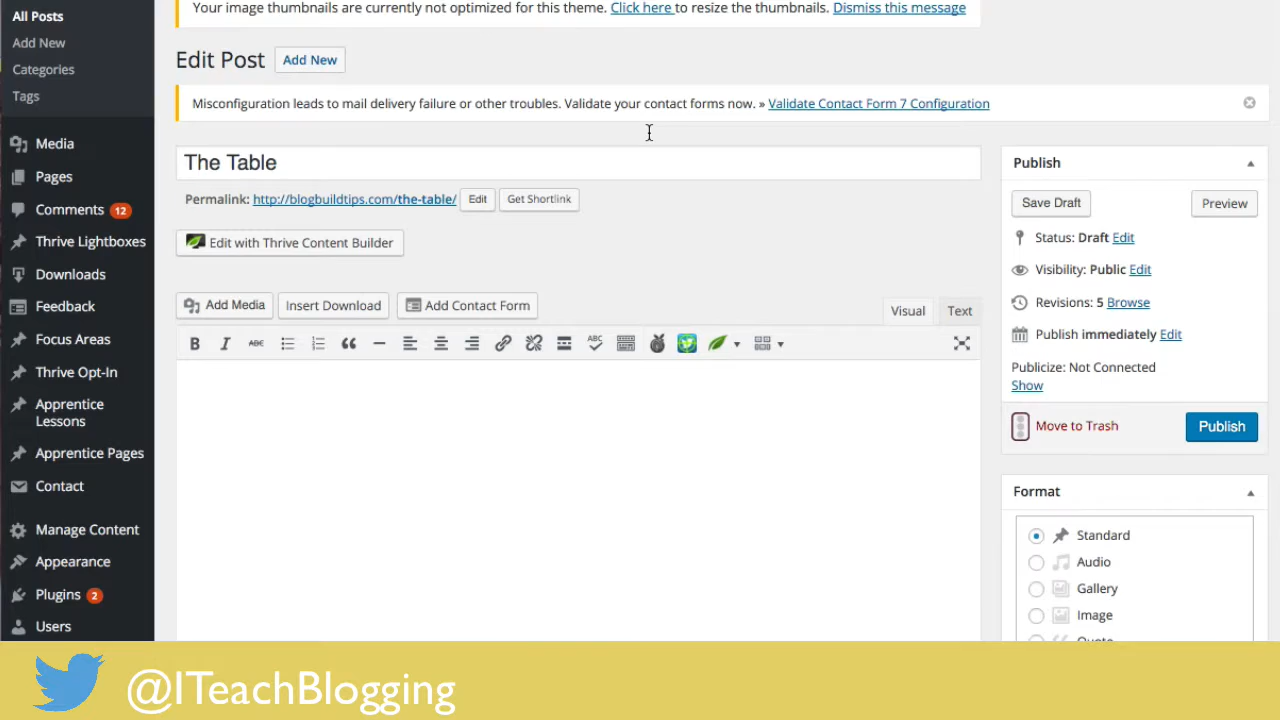 All Posts
Add New
Categories
Tags
Media
Pages
Comments 12
Thrive Lightboxes
Downloads
Feedback
Focus Areas
Thrive Opt-In
Apprentice
Lessons
Apprentice Pages
Contact
Manage Content
Appearance
Plugins 2
Users
Your image thumbnails are currently not optimized for this theme. Click here to resize the thumbnails. Dismiss this message
Edit Post Add New
Misconfiguration leads to mail delivery failure or other troubles. Validate your contact forms now. » Validate Contact Form 7 Configuration
The Table
Permalink: http://blogbuildtips.com/the-table/ Edit Get Shortlink
Edit with Thrive Content Builder
Add Media Insert Download Add Contact Form Visual Text
B I ABC ABC
Publish
Save Draft Preview
Status: Draft Edit
Visibility: Public Edit
Revisions: 5 Browse
Publish immediately Edit
Publicize: Not Connected
Show
Move to Trash Publish
Format
Standard
Audio
Gallery
Image
Quote
@ITeachBlogging